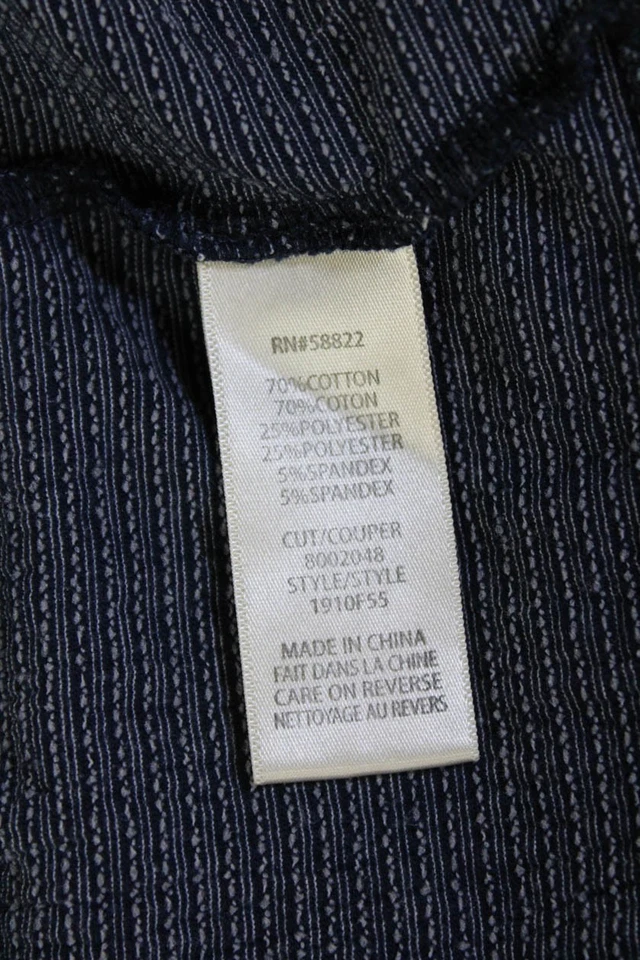 RN#58822
70%COTTON
70%COTON
25%POLYESTER
25%POLYESTER
5%SPANDEX
5%SPANDEX
CUT/COUPER
8002048
STYLE/STYLE
1910F55
MADE IN CHINA
FAIT DANS LA CHINE
CARE ON REVERSE
NETTOYAGE AU REVERS